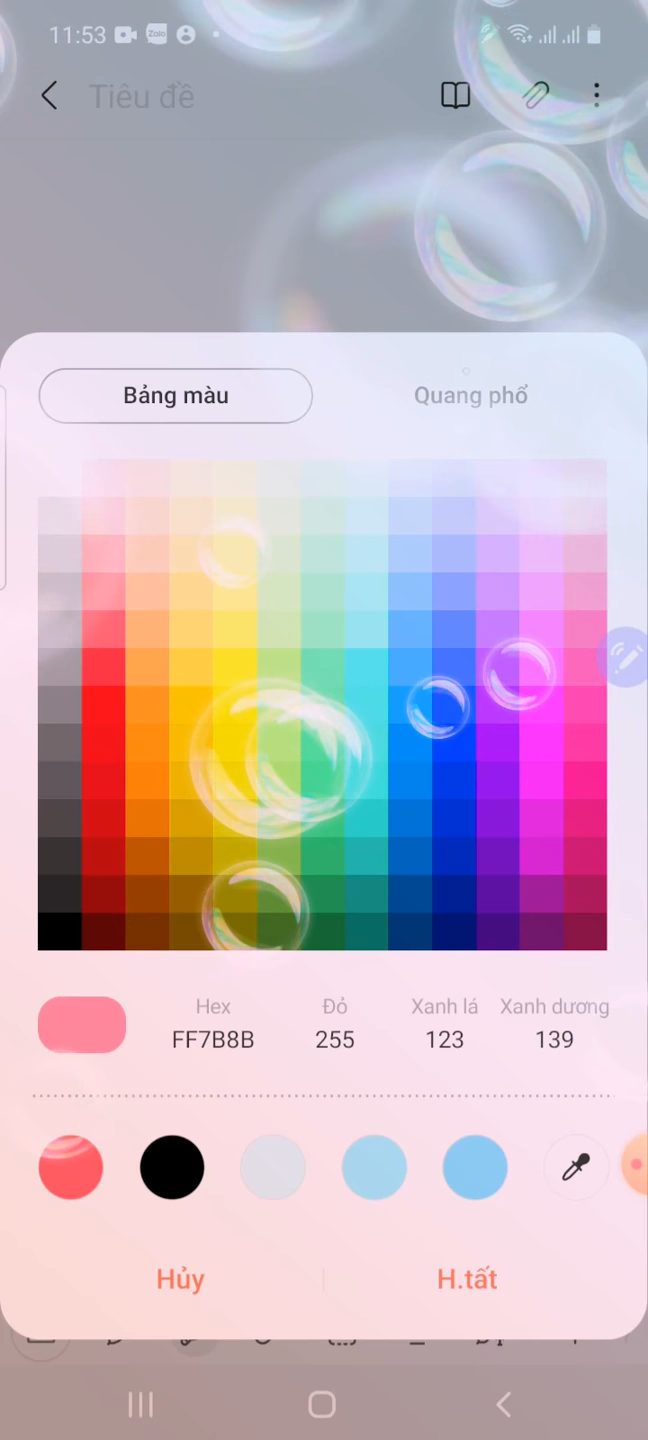 11:53 Zalo
Tiêu đề
Bảng màu
Quang phổ
Hex Đỏ Xanh lá Xanh dương
FF7B8B 255 123 139
Hủy
H.tất